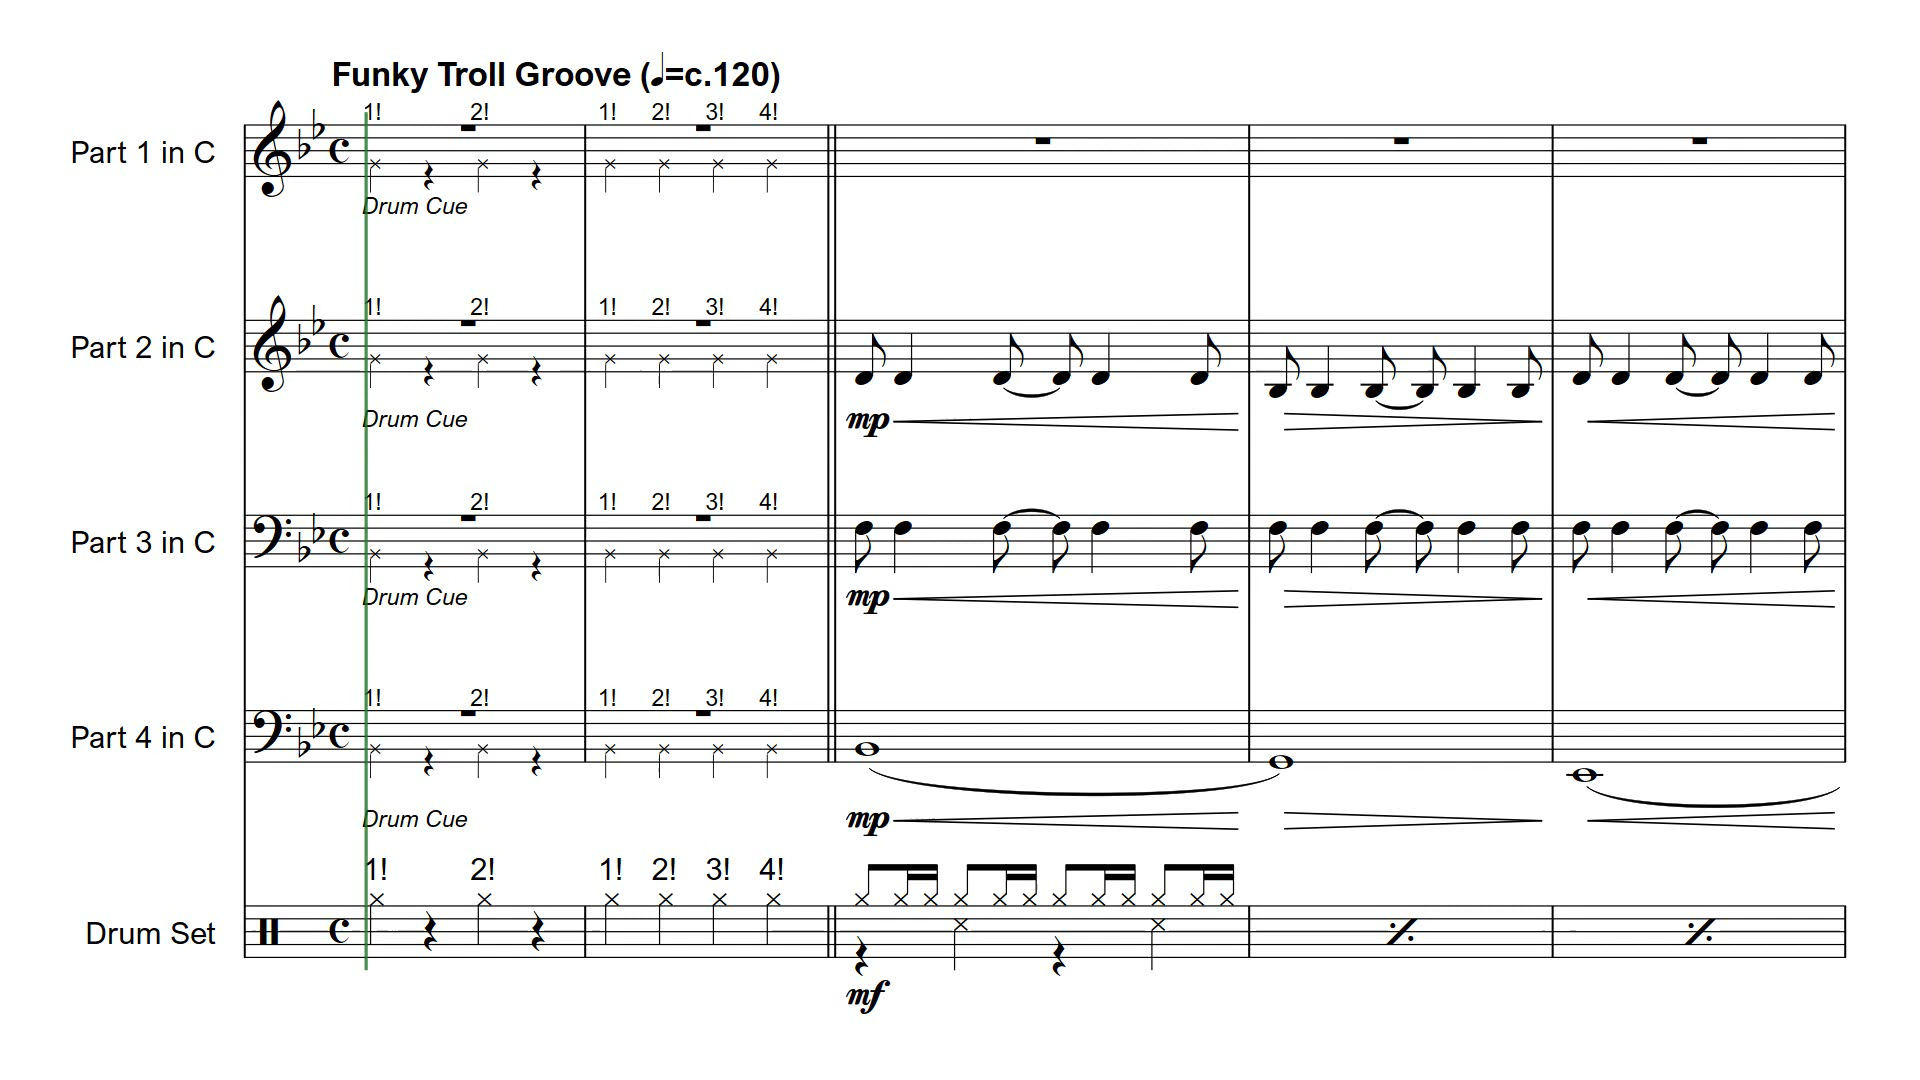 Funky Troll Groove (♩=c.120)
1! 2! 1! 2! 3! 4!
Part 1 in C
Drum Cue
1! 2! 1! 2! 3! 4!
Part 2 in C
Drum Cue
mp
1! 2! 1! 2! 3! 4!
Part 3 in C
Drum Cue
mp
1! 2! 1! 2! 3! 4!
Part 4 in C
Drum Cue
mp
1! 2! 1! 2! 3! 4!
Drum Set
mf